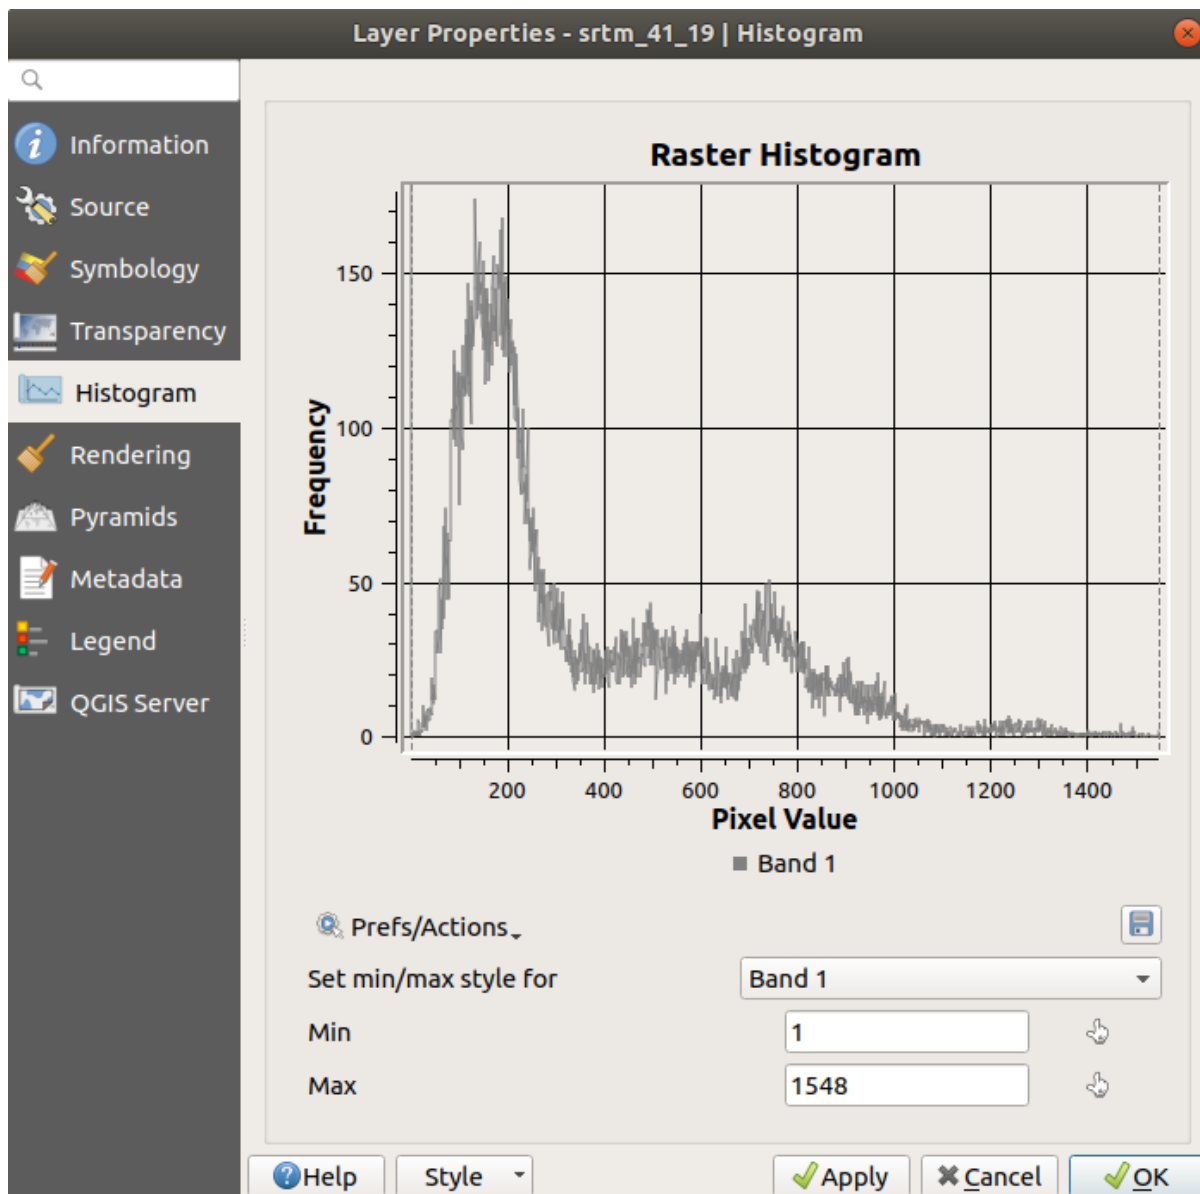 Layer Properties - srtm_41_19 | Histogram
Information
Source
Symbology
Transparency
Histogram
Rendering
Pyramids
Metadata
Legend
QGIS Server
Raster Histogram
Frequency
150
100
50
0
200 400 600 800 1000 1200 1400
Pixel Value
Band 1
Prefs/Actions
Set min/max style for Band 1
Min 1
Max 1548
Help Style Apply Cancel OK